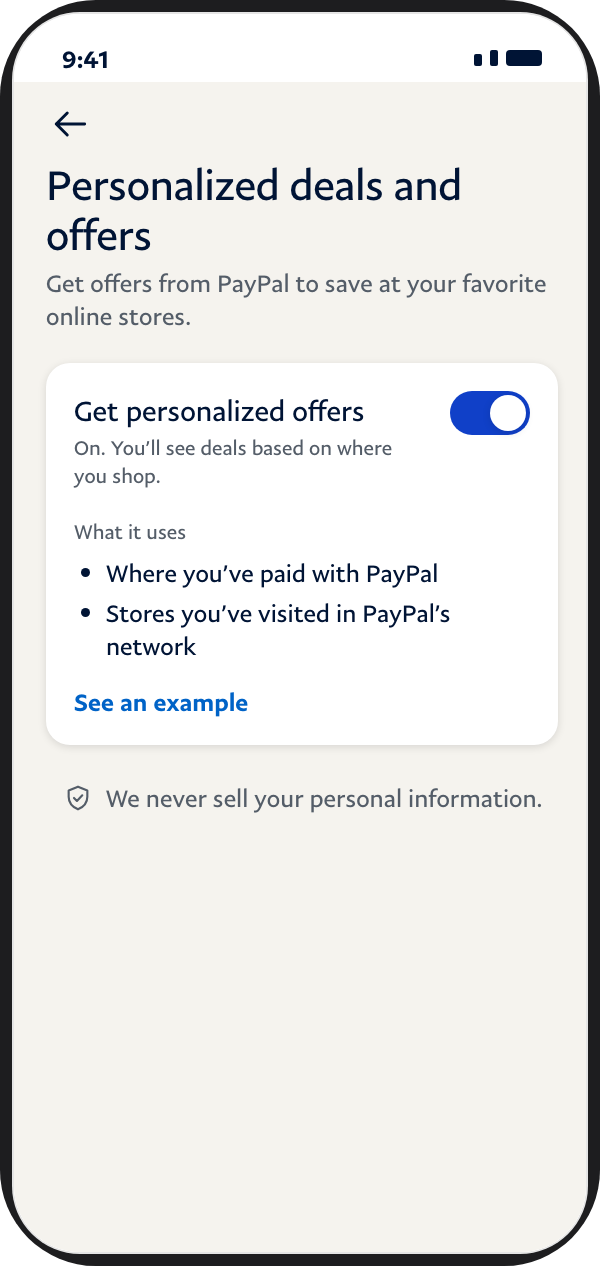 9:41
Personalized deals and
offers
Get offers from PayPal to save at your favorite
online stores.
Get personalized offers
On. You’ll see deals based on where
you shop.
What it uses
• Where you’ve paid with PayPal
• Stores you’ve visited in PayPal’s
network
See an example
We never sell your personal information.